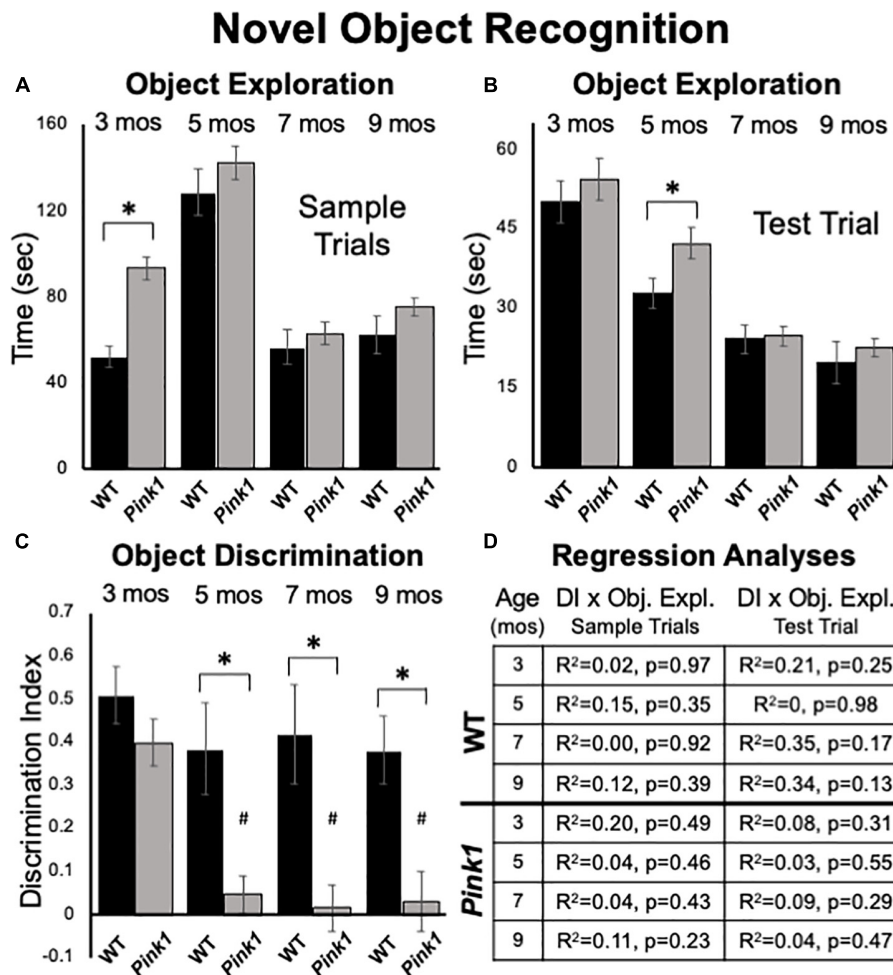 Novel Object Recognition
A
Object Exploration
3 mos 5 mos 7 mos 9 mos
Time (sec)
160
120
80
40
0
*
Sample
Trials
WT Pink1 WT Pink1 WT Pink1 WT Pink1
B
Object Exploration
3 mos 5 mos 7 mos 9 mos
Time (sec)
60
45
30
15
0
*
Test Trial
WT Pink1 WT Pink1 WT Pink1 WT Pink1
C
Object Discrimination
3 mos 5 mos 7 mos 9 mos
Discrimination Index
0.7
0.6
0.5
0.4
0.3
0.2
0.1
0
-0.1
* * *
# # #
WT Pink1 WT Pink1 WT Pink1 WT Pink1
D
Regression Analyses
Age DI x Obj. Expl. DI x Obj. Expl.
(mos) Sample Trials Test Trial
WT
3 R²=0.02, p=0.97 R²=0.21, p=0.25
5 R²=0.15, p=0.35 R²=0, p=0.98
7 R²=0.00, p=0.92 R²=0.35, p=0.17
9 R²=0.12, p=0.39 R²=0.34, p=0.13
Pink1
3 R²=0.20, p=0.49 R²=0.08, p=0.31
5 R²=0.04, p=0.46 R²=0.03, p=0.55
7 R²=0.04, p=0.43 R²=0.09, p=0.29
9 R²=0.11, p=0.23 R²=0.04, p=0.47